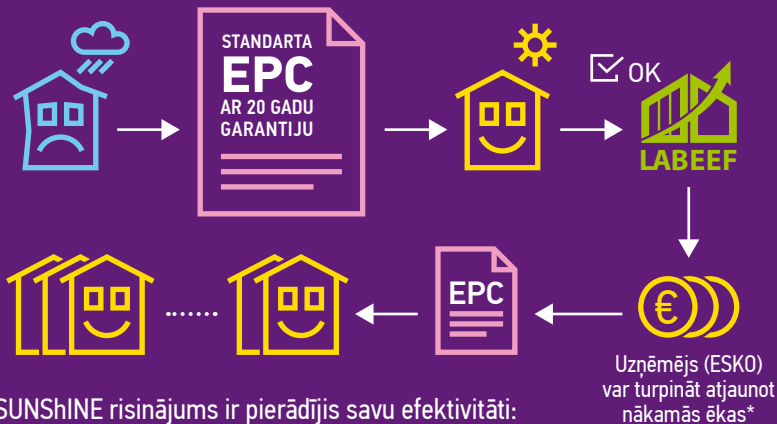 STANDARTA
EPC
AR 20 GADU
GARANTIJU
OK
LABEEF
EPC
€
Uzņēmējs (ESKO)
var turpināt atjaunot
nākamās ēkas*
SUNShINE risinājums ir pierādījis savu efektivitāti: